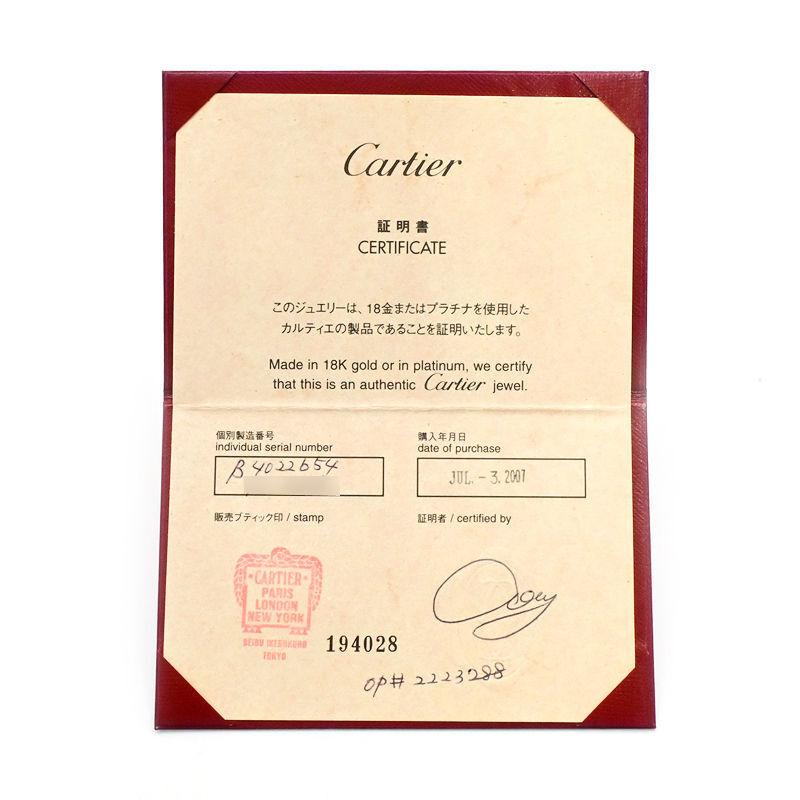 Cartier
証明書
CERTIFICATE
このジュエリーは、18金またはプラチナを使用した
カルティエの製品であることを証明いたします。
Made in 18K gold or in platinum, we certify
that this is an authentic Cartier jewel.
個別製造番号
individual serial number
B4022654
購入年月日
date of purchase
JUL. -3. 2007
販売ブティック印 / stamp
証明者 / certified by
CARTIER
PARIS
LONDON
NEW YORK
SEIBU IKEBUKURO
TOKYO
194028
OP# 2223288